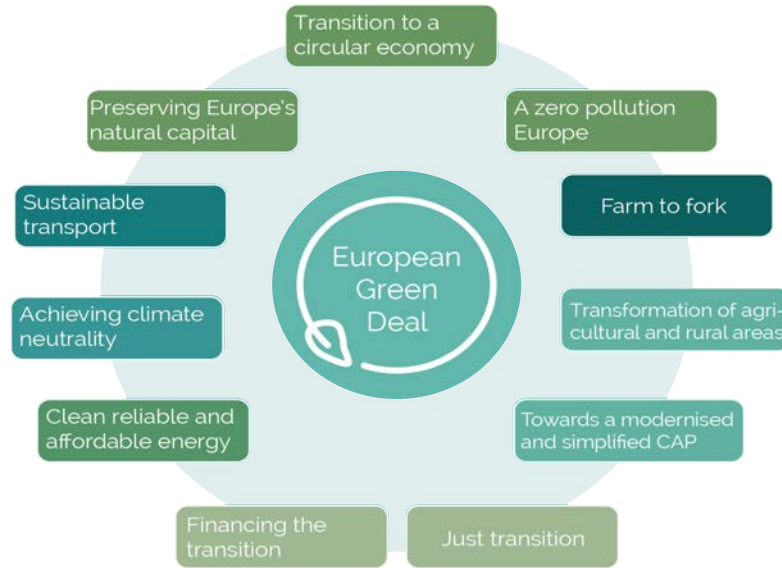 Transition to a
circular economy
Preserving Europe's
natural capital
A zero pollution
Europe
Sustainable
transport
Farm to fork
European
Green
Deal
Achieving climate
neutrality
Transformation of agri-
cultural and rural areas
Clean reliable and
affordable energy
Towards a modernised
and simplified CAP
Financing the
transition
Just transition